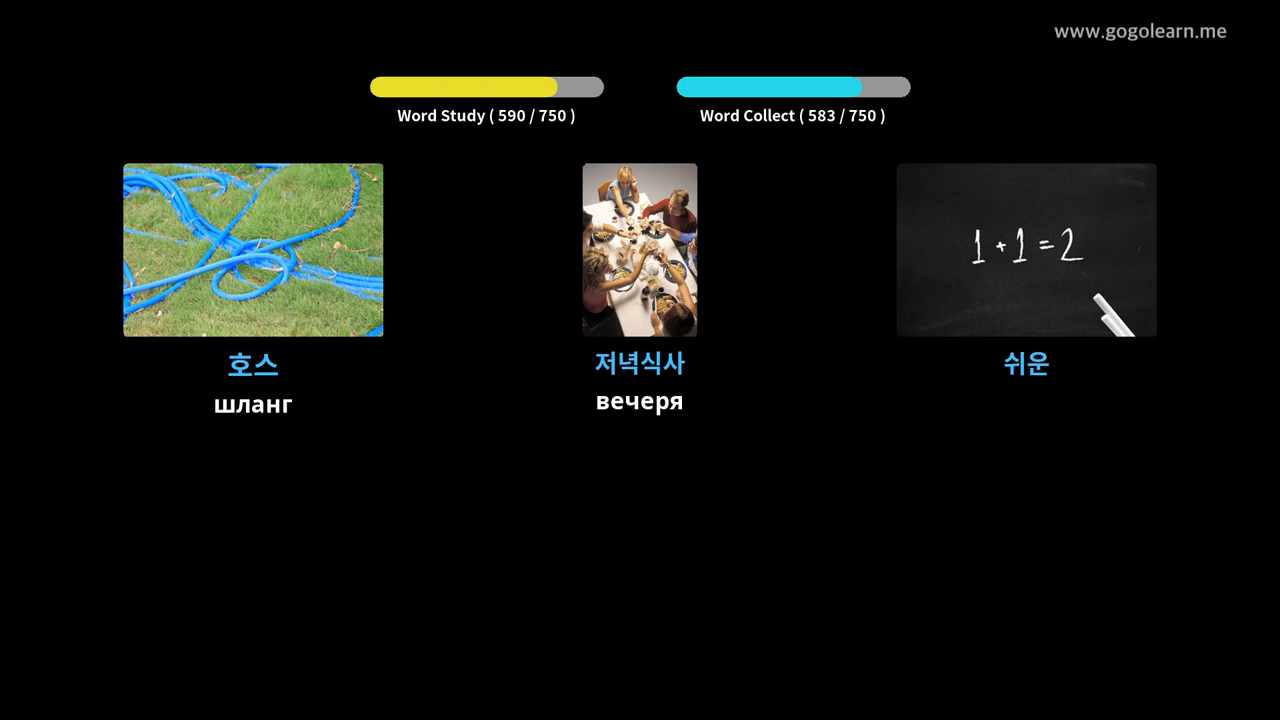 www.gogolearn.me
Word Study ( 590 / 750 )
Word Collect ( 583 / 750 )
1 + 1 = 2
호스
저녁식사
쉬운
шланг
вечеря